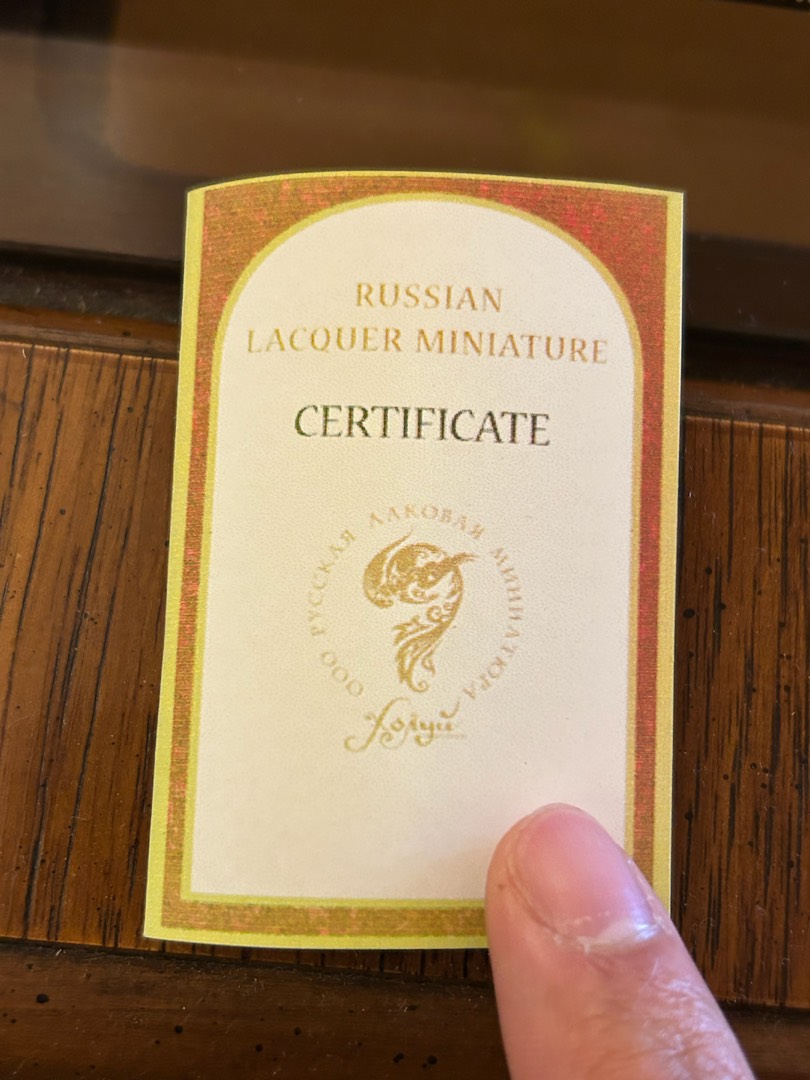 RUSSIAN
LACQUER MINIATURE
CERTIFICATE
ООО РУССКАЯ ЛАКОВАЯ МИНИАТЮРА
Холуй